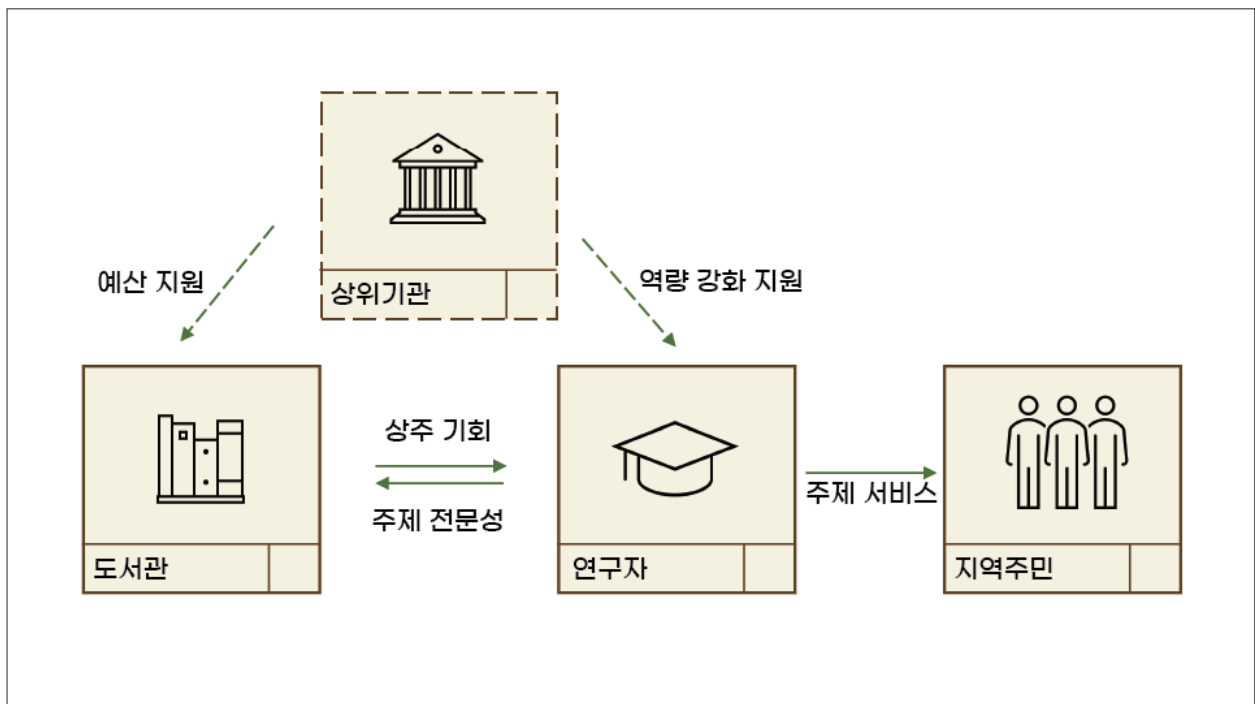 예산 지원
역량 강화 지원
상위기관
상주 기회
주제 전문성
주제 서비스
도서관
연구자
지역주민